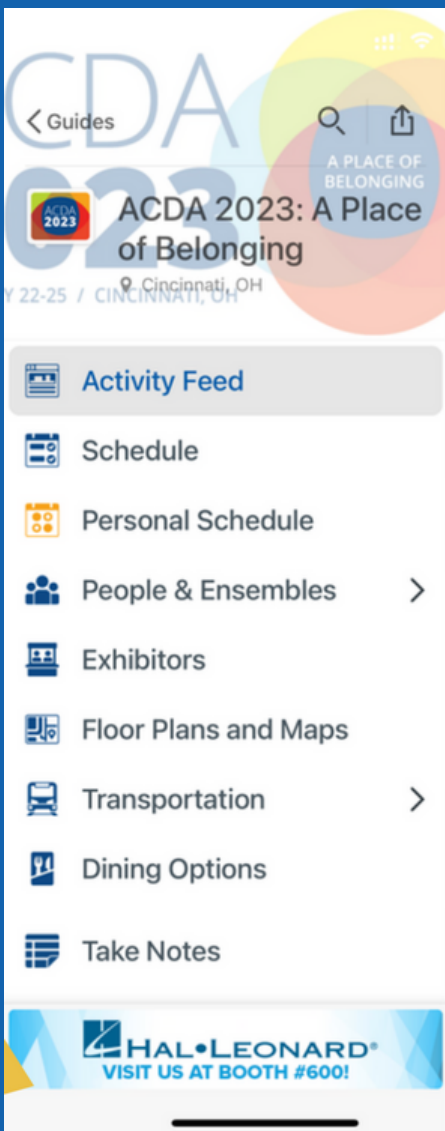 CDA
Guides
A PLACE OF
BELONGING
023
ACDA
2023
ACDA 2023: A Place
of Belonging
Cincinnati, OH
Y 22-25 / CINCINNATI, OH
Activity Feed
Schedule
Personal Schedule
People & Ensembles
Exhibitors
Floor Plans and Maps
Transportation
Dining Options
Take Notes
HAL•LEONARD®
VISIT US AT BOOTH #600!